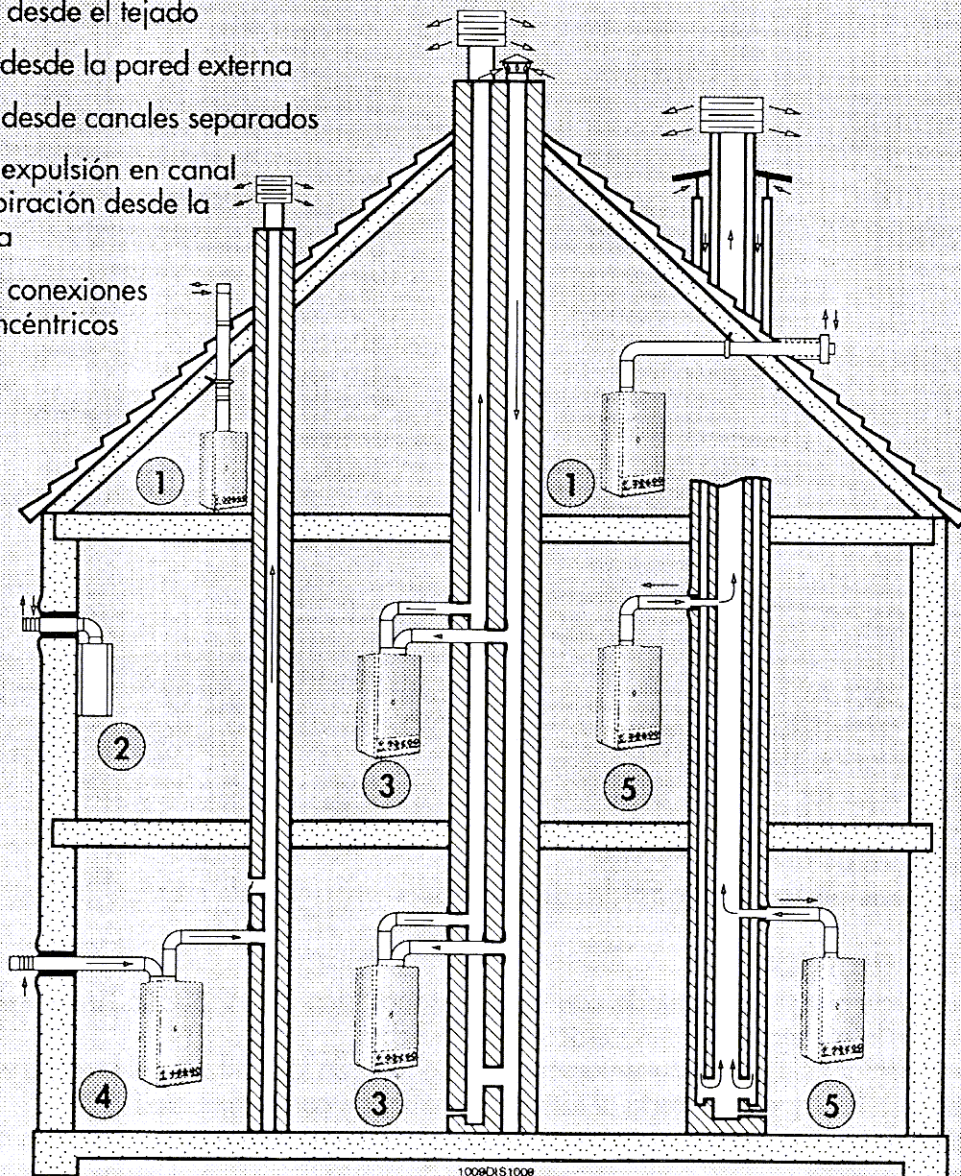 desde el tejado
desde la pared externa
desde canales separados
expulsión en canal
piración desde la
a
conexiones
ncéntricos
1
1
2
3
5
4
3
5
1009DIS1009